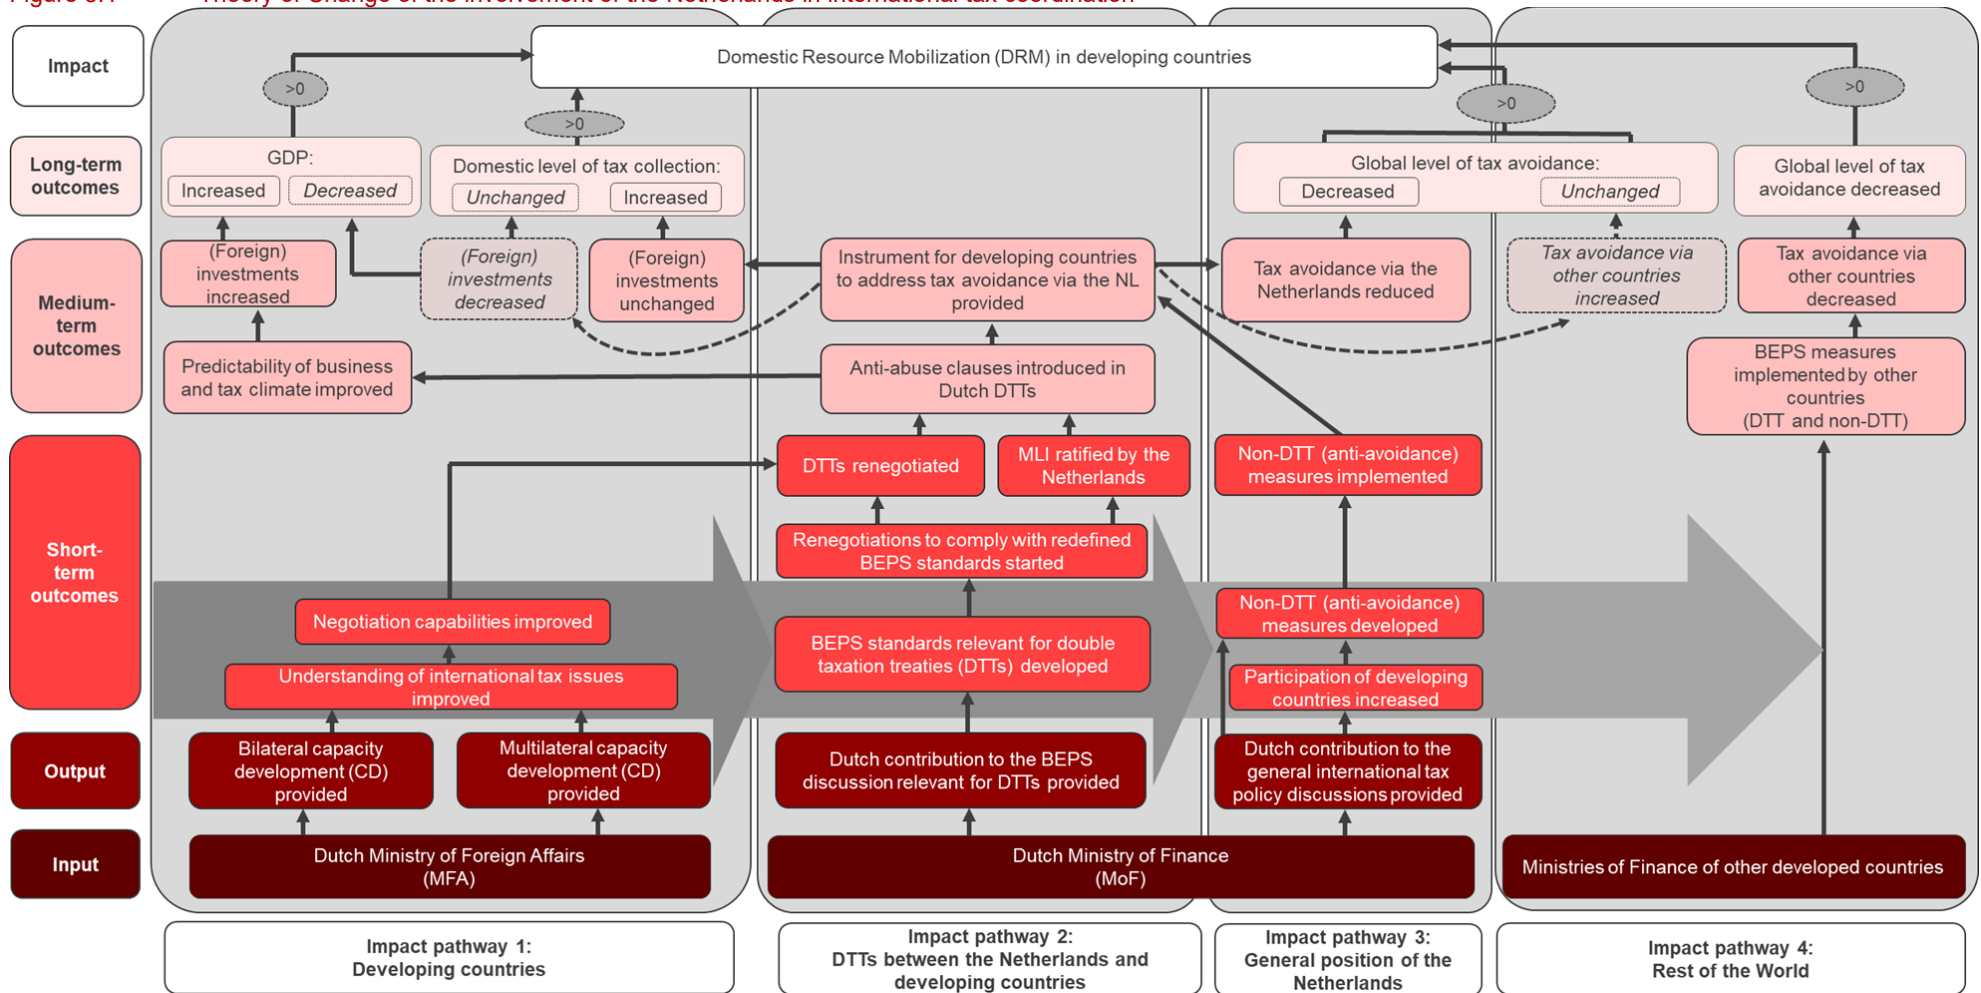 Impact
Domestic Resource Mobilization (DRM) in developing countries
>0
>0
>0
>0
Long-term
outcomes
GDP:
Increased
Decreased
Domestic level of tax collection:
Unchanged
Increased
Global level of tax avoidance:
Decreased
Unchanged
Global level of tax
avoidance decreased
Medium-
term
outcomes
(Foreign)
investments
increased
(Foreign)
investments
decreased
(Foreign)
investments
unchanged
Instrument for developing countries
to address tax avoidance via the NL
provided
Tax avoidance via the
Netherlands reduced
Tax avoidance via
other countries
increased
Tax avoidance via
other countries
decreased
Predictability of business
and tax climate improved
Anti-abuse clauses introduced in
Dutch DTTs
BEPS measures
implemented by other
countries
(DTT and non-DTT)
Short-
term
outcomes
DTTs renegotiated
MLI ratified by the
Netherlands
Non-DTT (anti-avoidance)
measures implemented
Renegotiations to comply with redefined
BEPS standards started
Negotiation capabilities improved
Understanding of international tax issues
improved
BEPS standards relevant for double
taxation treaties (DTTs) developed
Non-DTT (anti-avoidance)
measures developed
Participation of developing
countries increased
Output
Bilateral capacity
development (CD)
provided
Multilateral capacity
development (CD)
provided
Dutch contribution to the BEPS
discussion relevant for DTTs provided
Dutch contribution to the
general international tax
policy discussions provided
Input
Dutch Ministry of Foreign Affairs
(MFA)
Dutch Ministry of Finance
(MoF)
Ministries of Finance of other developed countries
Impact pathway 1:
Developing countries
Impact pathway 2:
DTTs between the Netherlands and
developing countries
Impact pathway 3:
General position of the
Netherlands
Impact pathway 4:
Rest of the World